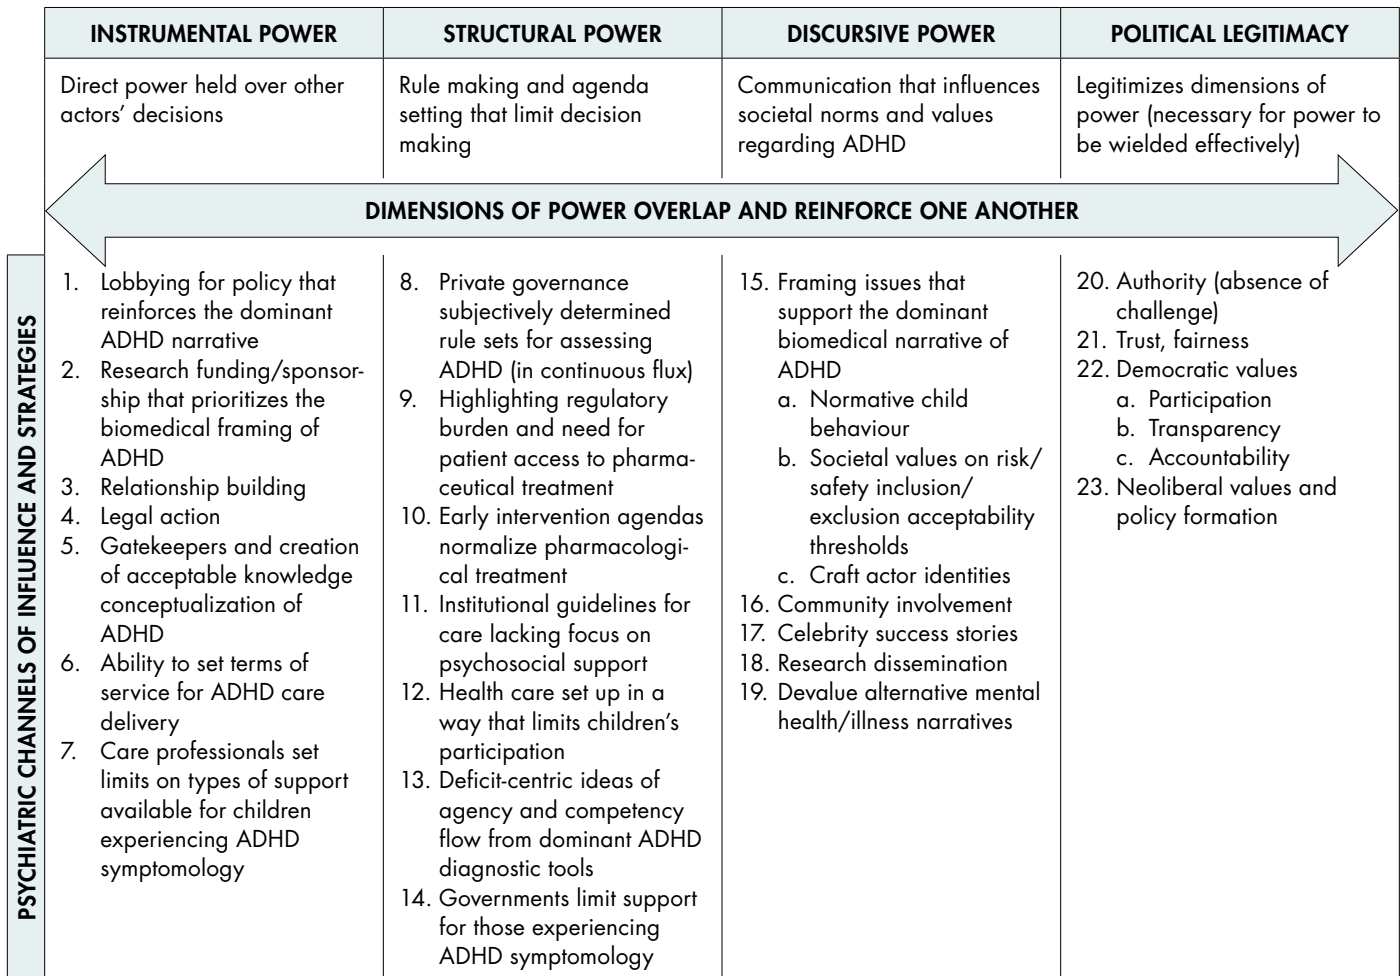 INSTRUMENTAL POWER
STRUCTURAL POWER
DISCURSIVE POWER
POLITICAL LEGITIMACY
Direct power held over other
actors’ decisions
Rule making and agenda
setting that limit decision
making
Communication that influences
societal norms and values
regarding ADHD
Legitimizes dimensions of
power (necessary for power to
be wielded effectively)
DIMENSIONS OF POWER OVERLAP AND REINFORCE ONE ANOTHER
PSYCHIATRIC CHANNELS OF INFLUENCE AND STRATEGIES
1. Lobbying for policy that
reinforces the dominant
ADHD narrative
2. Research funding/sponsor-
ship that prioritizes the
biomedical framing of
ADHD
3. Relationship building
4. Legal action
5. Gatekeepers and creation
of acceptable knowledge
conceptualization of
ADHD
6. Ability to set terms of
service for ADHD care
delivery
7. Care professionals set
limits on types of support
available for children
experiencing ADHD
symptomology
8. Private governance
subjectively determined
rule sets for assessing
ADHD (in continuous flux)
9. Highlighting regulatory
burden and need for
patient access to pharma-
ceutical treatment
10. Early intervention agendas
normalize pharmacologi-
cal treatment
11. Institutional guidelines for
care lacking focus on
psychosocial support
12. Health care set up in a
way that limits children’s
participation
13. Deficit-centric ideas of
agency and competency
flow from dominant ADHD
diagnostic tools
14. Governments limit support
for those experiencing
ADHD symptomology
15. Framing issues that
support the dominant
biomedical narrative of
ADHD
a. Normative child
behaviour
b. Societal values on risk/
safety inclusion/
exclusion acceptability
thresholds
c. Craft actor identities
16. Community involvement
17. Celebrity success stories
18. Research dissemination
19. Devalue alternative mental
health/illness narratives
20. Authority (absence of
challenge)
21. Trust, fairness
22. Democratic values
a. Participation
b. Transparency
c. Accountability
23. Neoliberal values and
policy formation